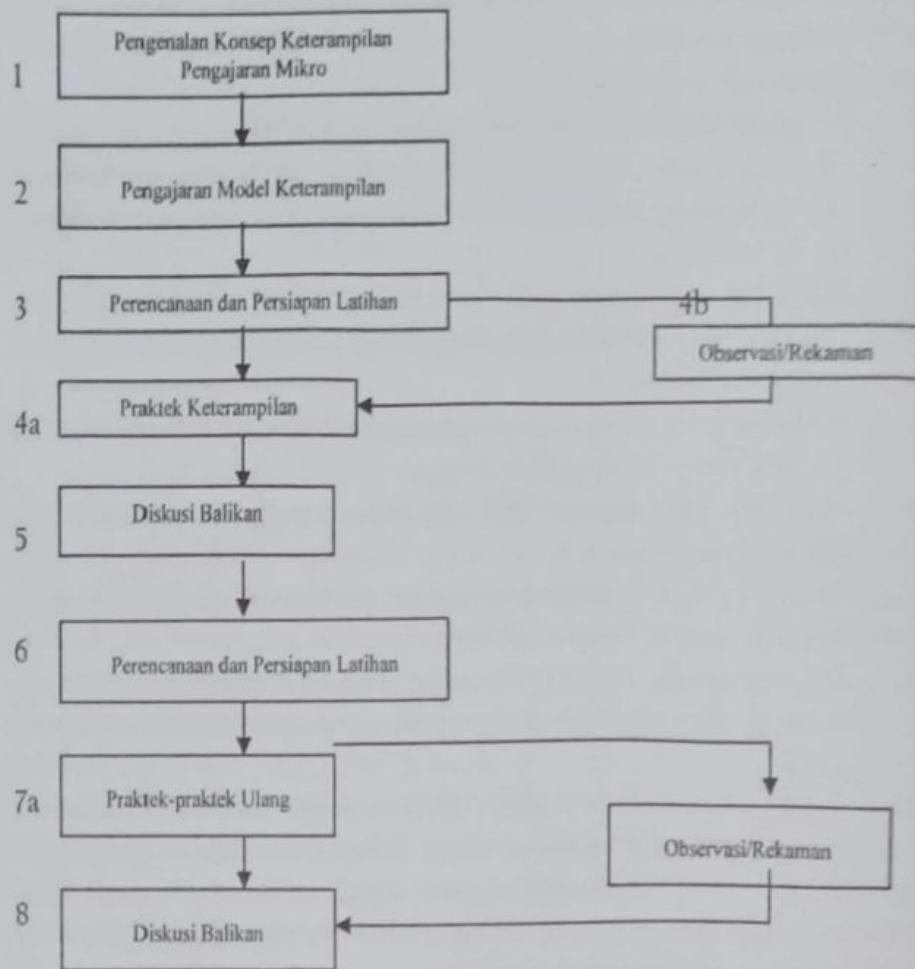 1
Pengenalan Konsep Keterampilan
Pengajaran Mikro
2
Pengajaran Model Keterampilan
3
Perencanaan dan Persiapan Latihan
4b
Observasi/Rekaman
4a
Praktek Keterampilan
5
Diskusi Balikan
6
Perencanaan dan Persiapan Latihan
7a
Praktek-praktek Ulang
Observasi/Rekaman
8
Diskusi Balikan